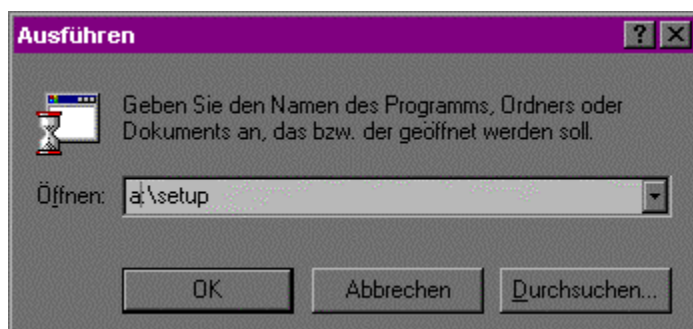 Ausführen
Geben Sie den Namen des Programms, Ordners oder
Dokuments an, das bzw. der geöffnet werden soll.
Öffnen: a:\setup
OK Abbrechen Durchsuchen...